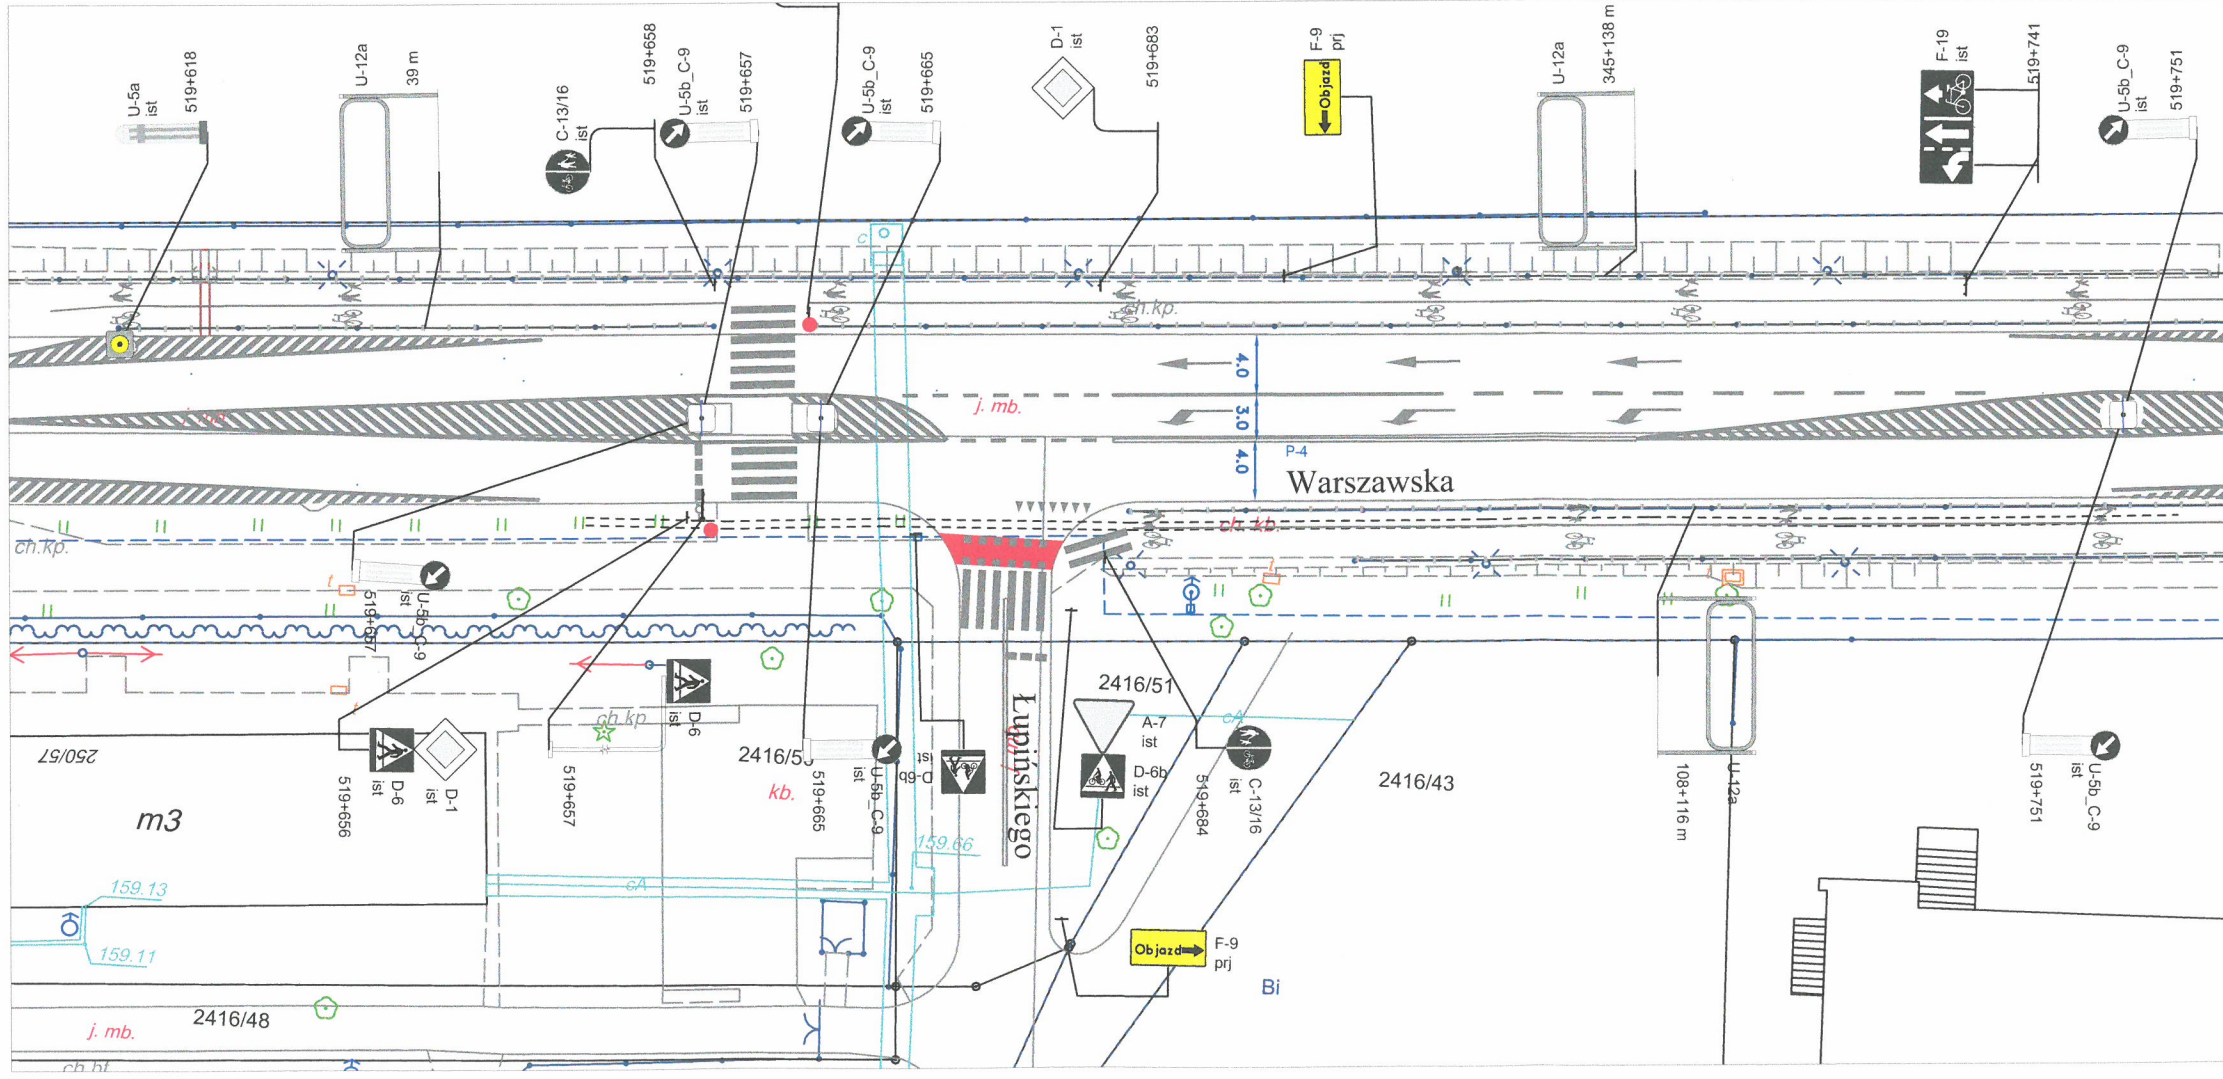 U-5a
ist
519+618
U-12a
39 m
C-13/16
ist
519+658
U-5b_C-9
ist
519+657
U-5b_C-9
ist
519+665
D-1
ist
519+683
F-9
prj
Objazd
U-12a
345+138 m
F-19
ist
519+741
U-5b_C-9
ist
519+751
c
ch.kp.
4.0
3.0
4.0
j. mb.
P-4
Warszawska
ch. kb.
ch.kp.
t
519+657
ist
U-5b_C-9
t
D-6
ist
ch.kp
t
2416/51
A-7
ist
cA
D-6b
ist
519+684
C-13/16
ist
2416/43
250/57
m3
519+656
D-6
ist
D-1
ist
519+657
2416/5
kb.
519+665
ist
U-5b_C-9
D-6b
ist
Łupińskiego
108+116 m
U-12a
519+751
ist
U-5b_C-9
159.66
159.13
cA
159.11
Objazd
F-9
prj
Bi
2416/48
j. mb.
ch.bt